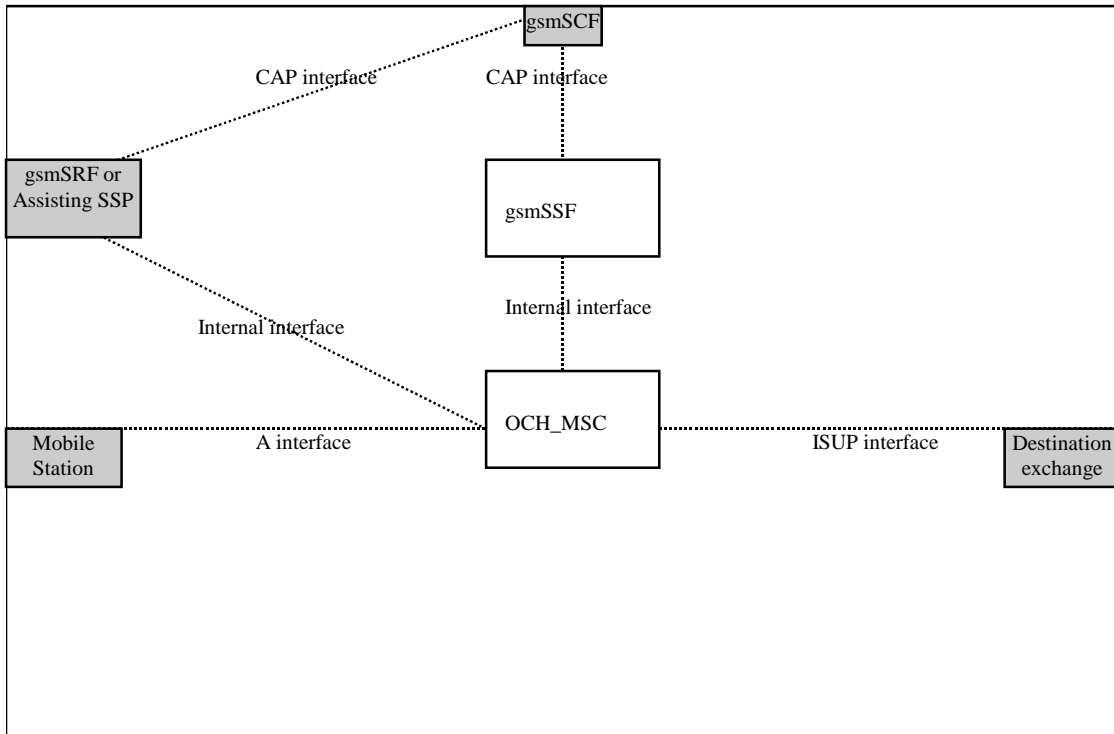 gsmSCF
CAP interface
CAP interface
gsmSRF or
Assisting SSP
gsmSSF
Internal interface
Internal interface
OCH_MSC
Mobile
Station
A interface
ISUP interface
Destination
exchange